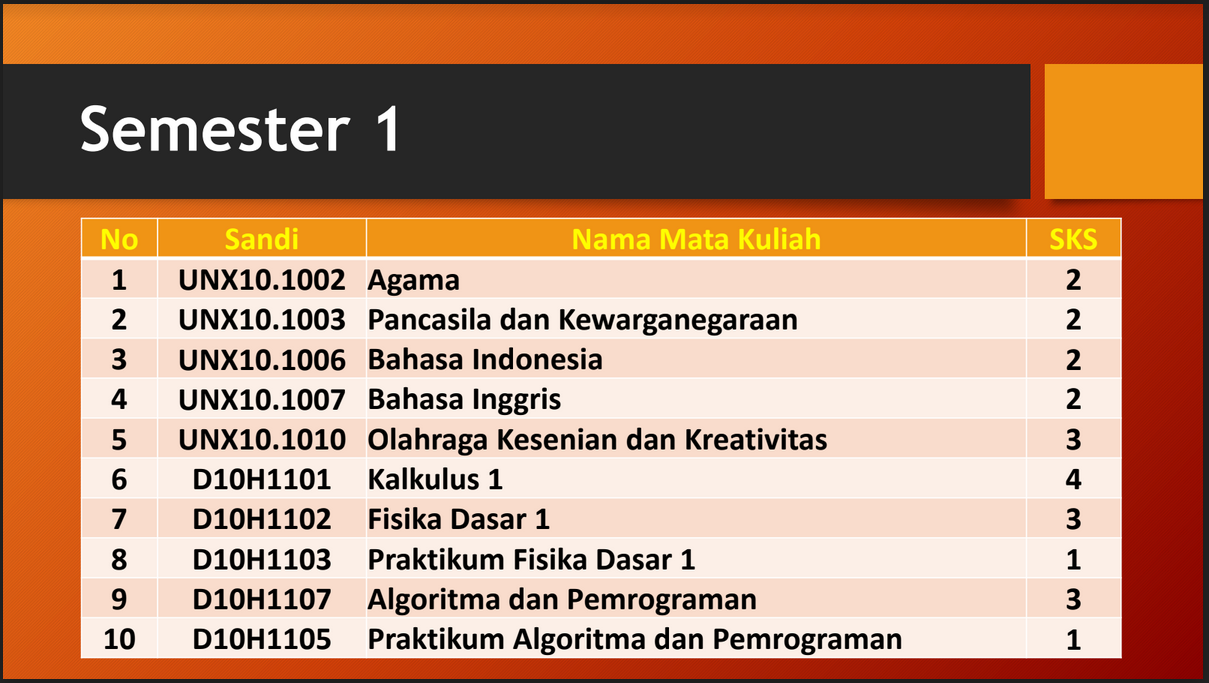 Semester 1
No Sandi Nama Mata Kuliah SKS
1 UNX10.1002 Agama 2
2 UNX10.1003 Pancasila dan Kewarganegaraan 2
3 UNX10.1006 Bahasa Indonesia 2
4 UNX10.1007 Bahasa Inggris 2
5 UNX10.1010 Olahraga Kesenian dan Kreativitas 3
6 D10H1101 Kalkulus 1 4
7 D10H1102 Fisika Dasar 1 3
8 D10H1103 Praktikum Fisika Dasar 1 1
9 D10H1107 Algoritma dan Pemrograman 3
10 D10H1105 Praktikum Algoritma dan Pemrograman 1